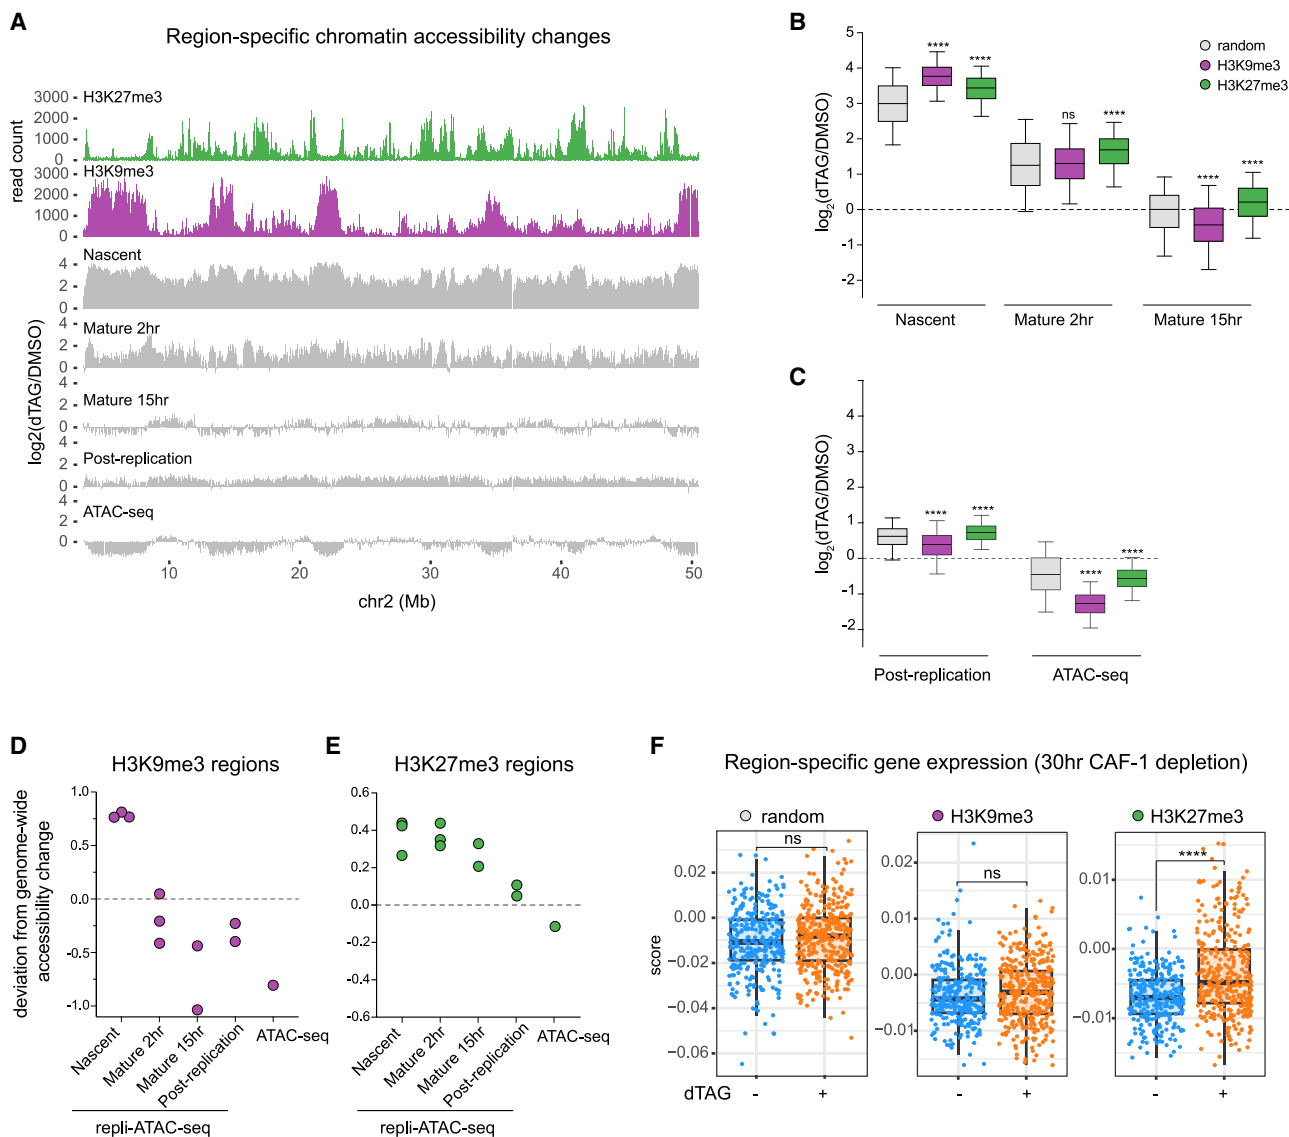 A
Region-specific chromatin accessibility changes
H3K27me3
3000
2000
1000
0
read count
H3K9me3
3000
2000
1000
0
Nascent
4
2
0
Mature 2hr
4
2
0
Mature 15hr
4
2
0
Post-replication
4
2
0
ATAC-seq
4
2
0
log2(dTAG/DMSO)
10
20
30
40
50
chr2 (Mb)
B
5
4
3
2
1
0
-1
-2
log2(dTAG/DMSO)
****
****
ns
****
****
****
random
H3K9me3
H3K27me3
Nascent
Mature 2hr
Mature 15hr
C
4
3
2
1
0
-1
-2
log2(dTAG/DMSO)
****
****
****
****
Post-replication
ATAC-seq
D
H3K9me3 regions
deviation from genome-wide
accessibility change
1.0
0.5
0.0
-0.5
-1.0
Nascent
Mature 2hr
Mature 15hr
Post-replication
ATAC-seq
repli-ATAC-seq
E
H3K27me3 regions
0.6
0.4
0.2
0.0
-0.2
-0.4
-0.6
Nascent
Mature 2hr
Mature 15hr
Post-replication
ATAC-seq
repli-ATAC-seq
F
Region-specific gene expression (30hr CAF-1 depletion)
random
H3K9me3
H3K27me3
score
0.02
0.00
−0.02
−0.04
−0.06
ns
0.02
0.01
0.00
−0.01
ns
0.01
0.00
−0.01
****
dTAG
-
+
-
+
-
+